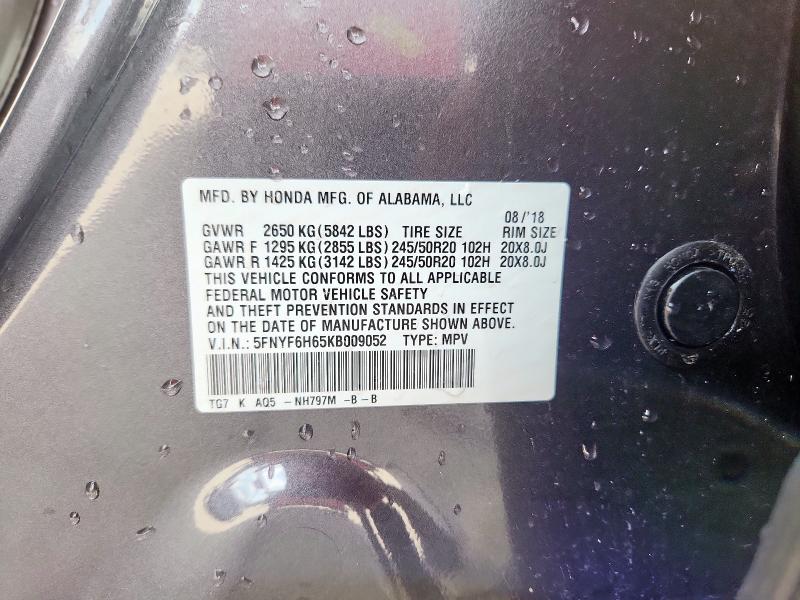 MFD. BY HONDA MFG. OF ALABAMA, LLC
08/'18
GVWR 2650 KG (5842 LBS) TIRE SIZE RIM SIZE
GAWR F 1295 KG (2855 LBS) 245/50R20 102H 20X8.0J
GAWR R 1425 KG (3142 LBS) 245/50R20 102H 20X8.0J
THIS VEHICLE CONFORMS TO ALL APPLICABLE
FEDERAL MOTOR VEHICLE SAFETY
AND THEFT PREVENTION STANDARDS IN EFFECT
ON THE DATE OF MANUFACTURE SHOWN ABOVE.
V.I.N.: 5FNYF6H65KB009052 TYPE: MPV
TG7 K AQ5 -NH797M -B -B